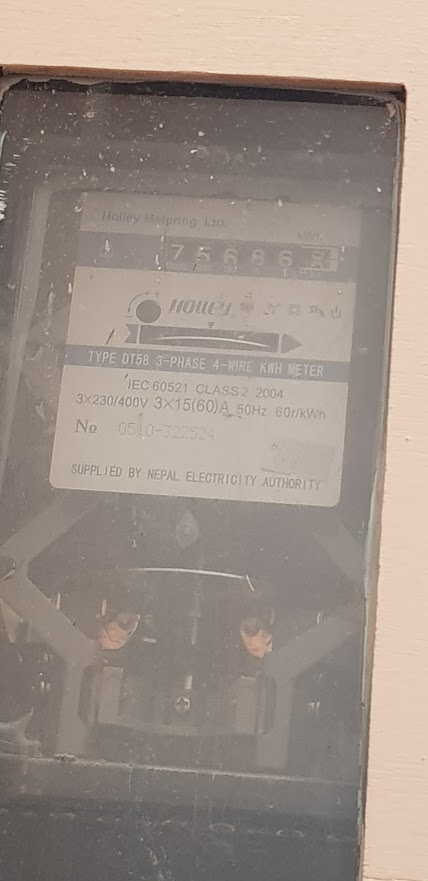 Holley Metering Ltd.
kWh
HOLLEY
TYPE DT58 3-PHASE 4-WIRE KWH METER
IEC 60521 CLASS 2 2004
3×230/400V 3×15(60)A 50Hz 60r/kWh
No 0510-322524
SUPPLIED BY NEPAL ELECTRICITY AUTHORITY